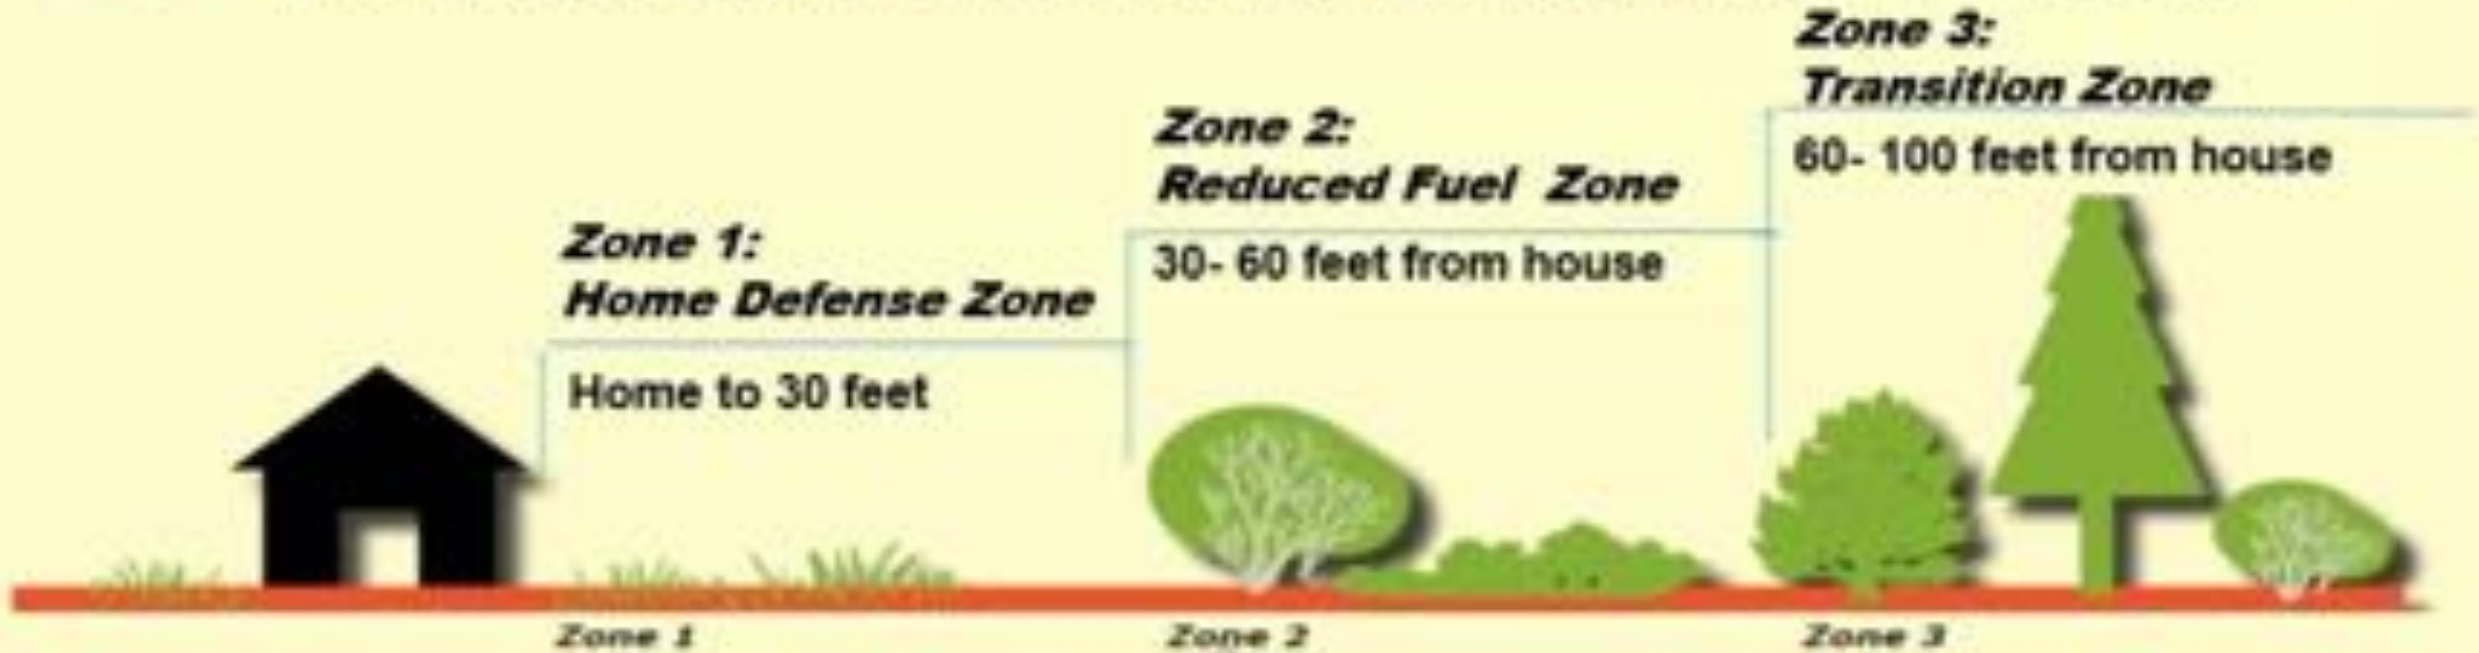 Zone 1:
Home Defense Zone
Home to 30 feet
Zone 2:
Reduced Fuel Zone
30- 60 feet from house
Zone 3:
Transition Zone
60- 100 feet from house
Zone 1
Zone 2
Zone 3